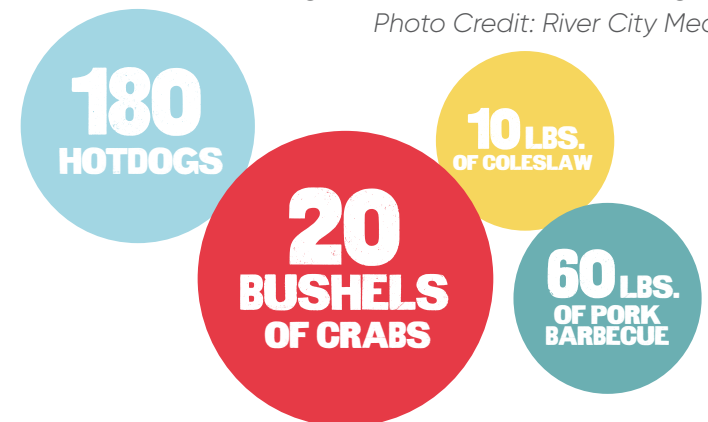 Photo Credit: River City Med
180
HOTDOGS
10 LBS.
OF COLESLAW
20
BUSHELS
OF CRABS
60 LBS.
OF PORK
BARBECUE